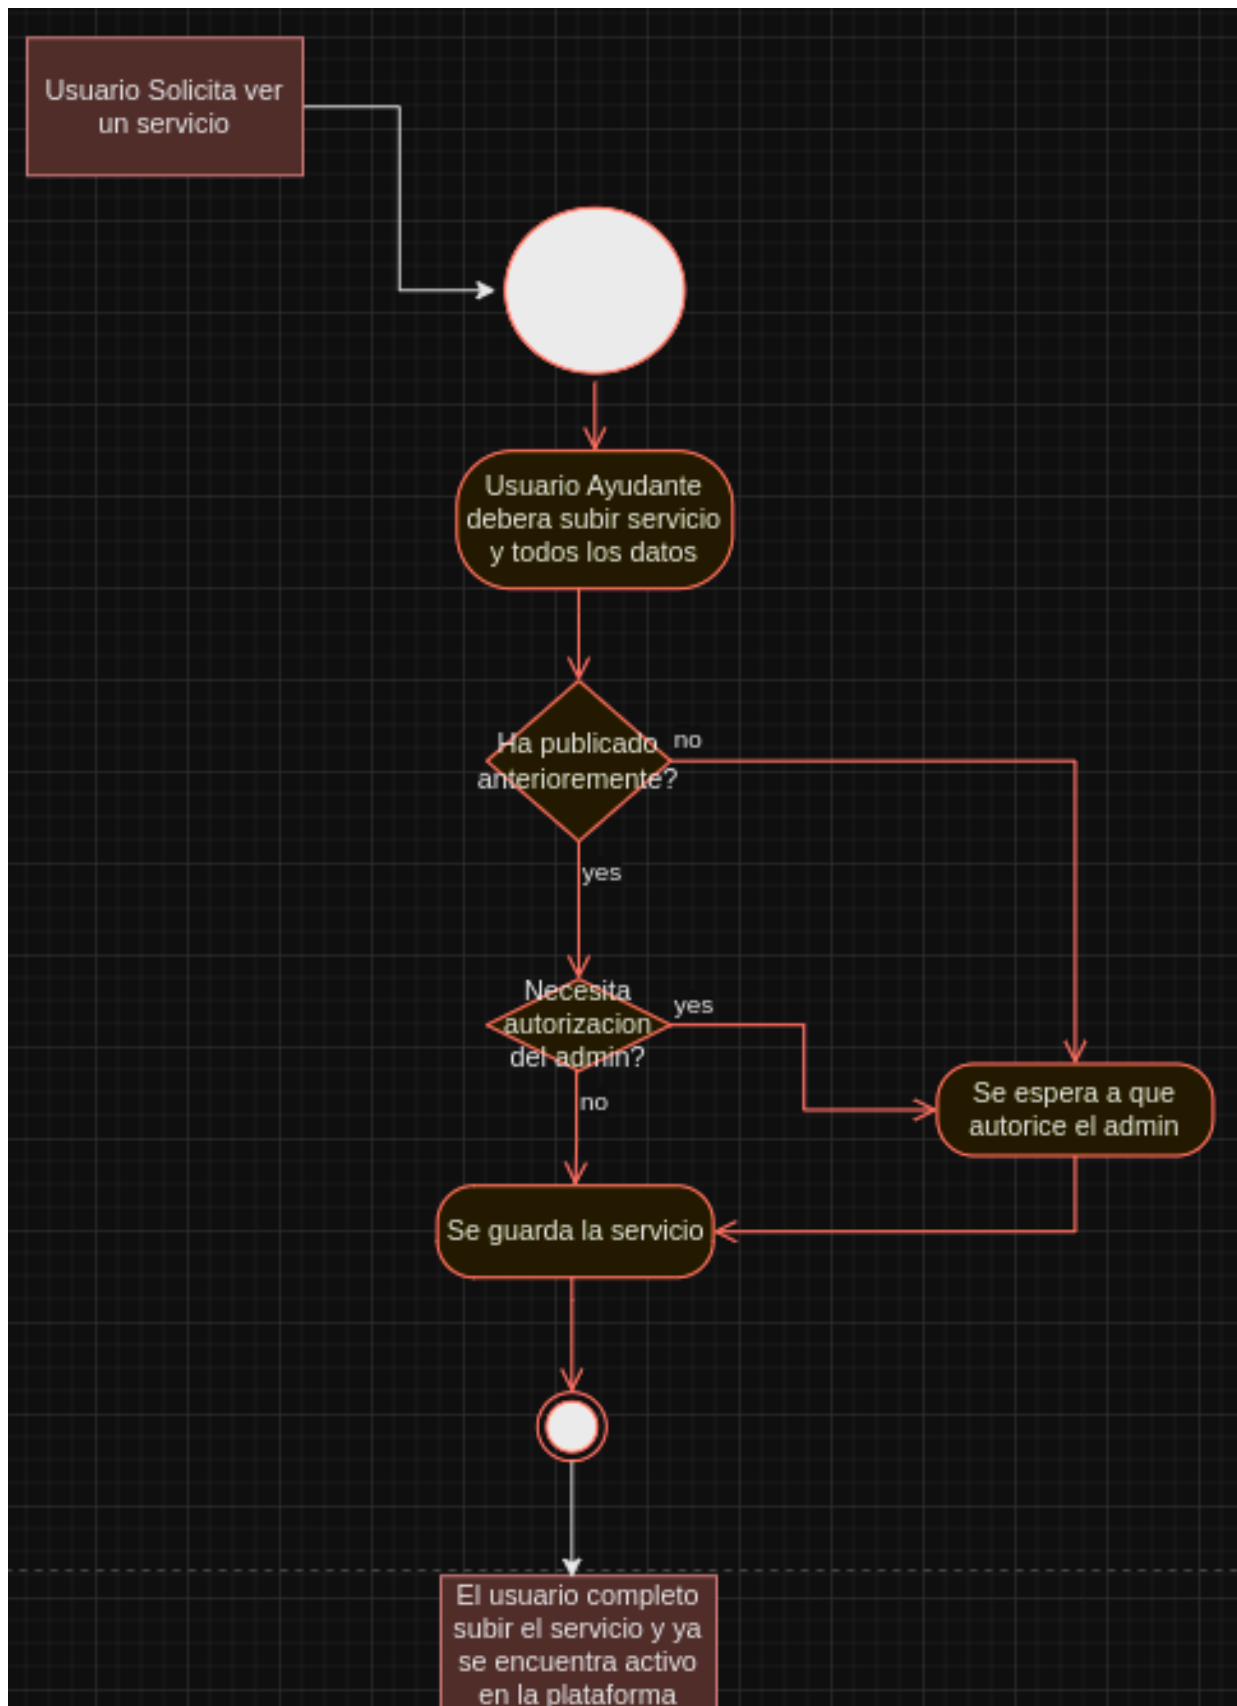 Usuario Solicita ver
un servicio
Usuario Ayudante
debera subir servicio
y todos los datos
Ha publicado
anterioremente?
no
yes
Necesita
autorizacion
del admin?
yes
no
Se espera a que
autorice el admin
Se guarda la servicio
El usuario completo
subir el servicio y ya
se encuentra activo
en la plataforma